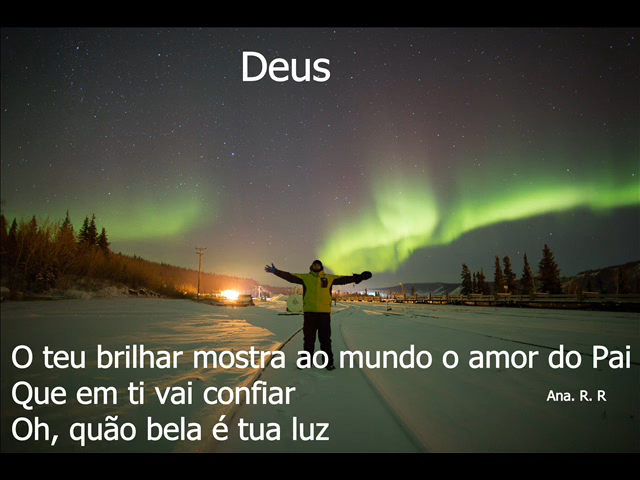 Deus
O teu brilhar mostra ao mundo o amor do Pai
Que em ti vai confiar
Ana. R. R
Oh, quão bela é tua luz